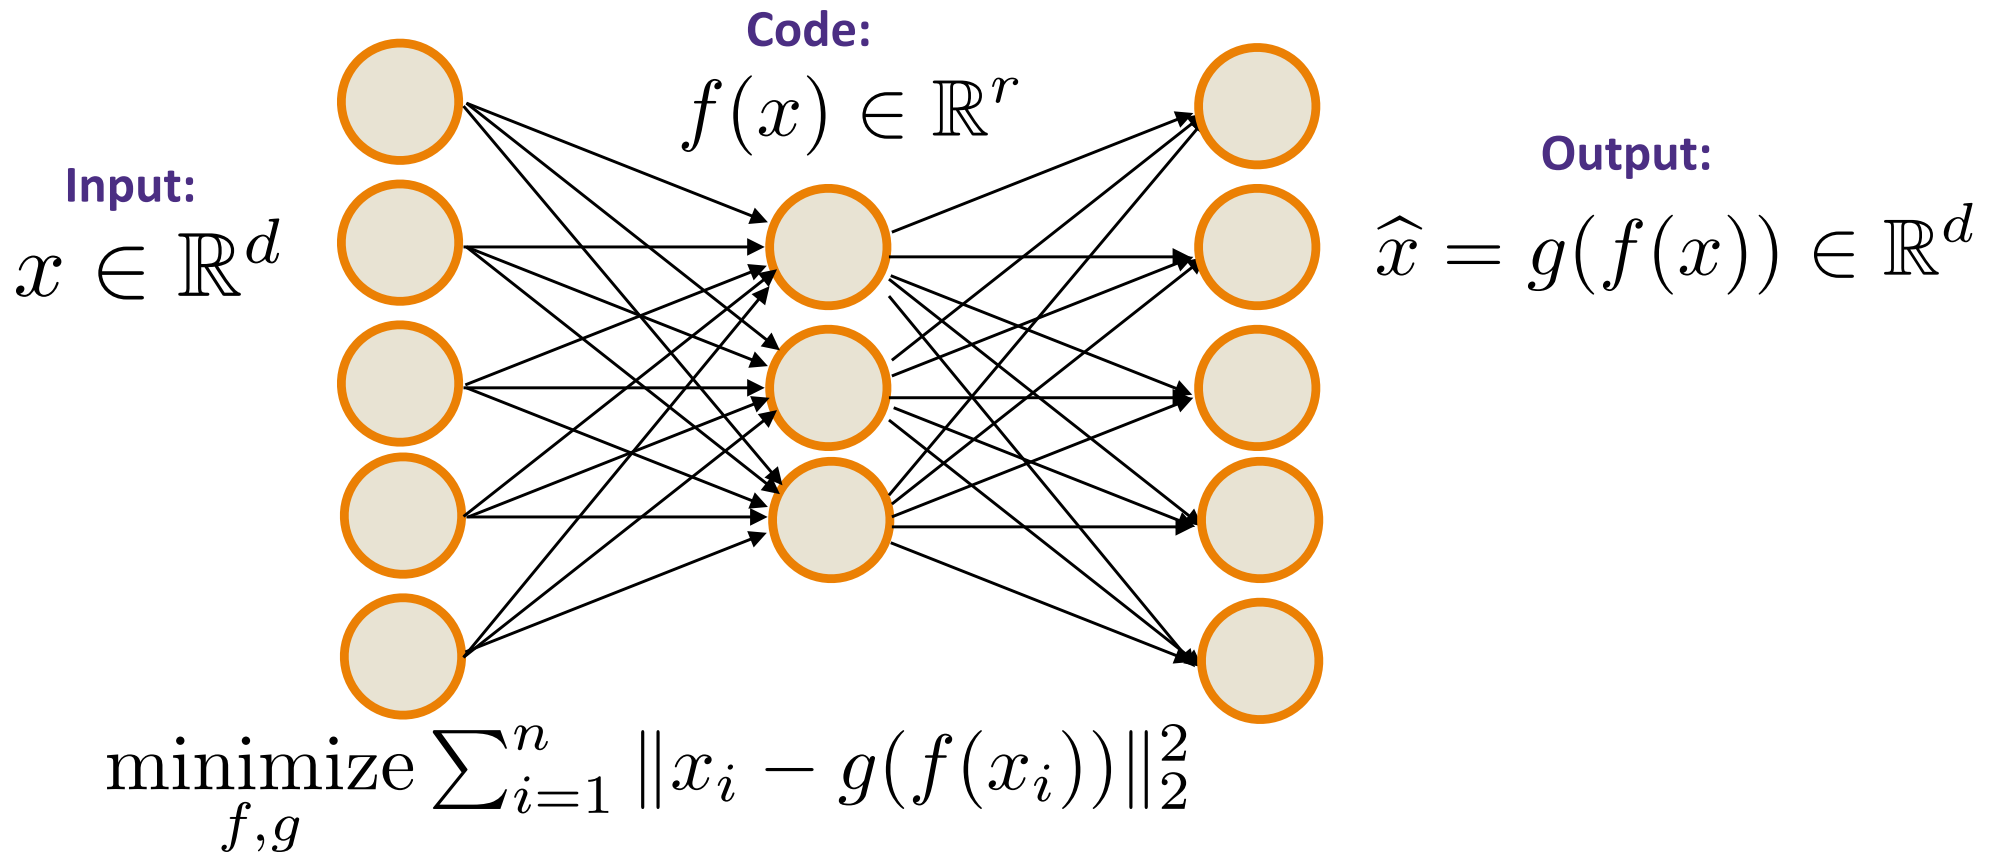 Code:
f(x) ∈ ℝ^r
Input:
x ∈ ℝ^d
Output:
x̂ = g(f(x)) ∈ ℝ^d
minimize_{f,g} ∑_{i=1}^{n} ‖x_i − g(f(x_i))‖_2^2